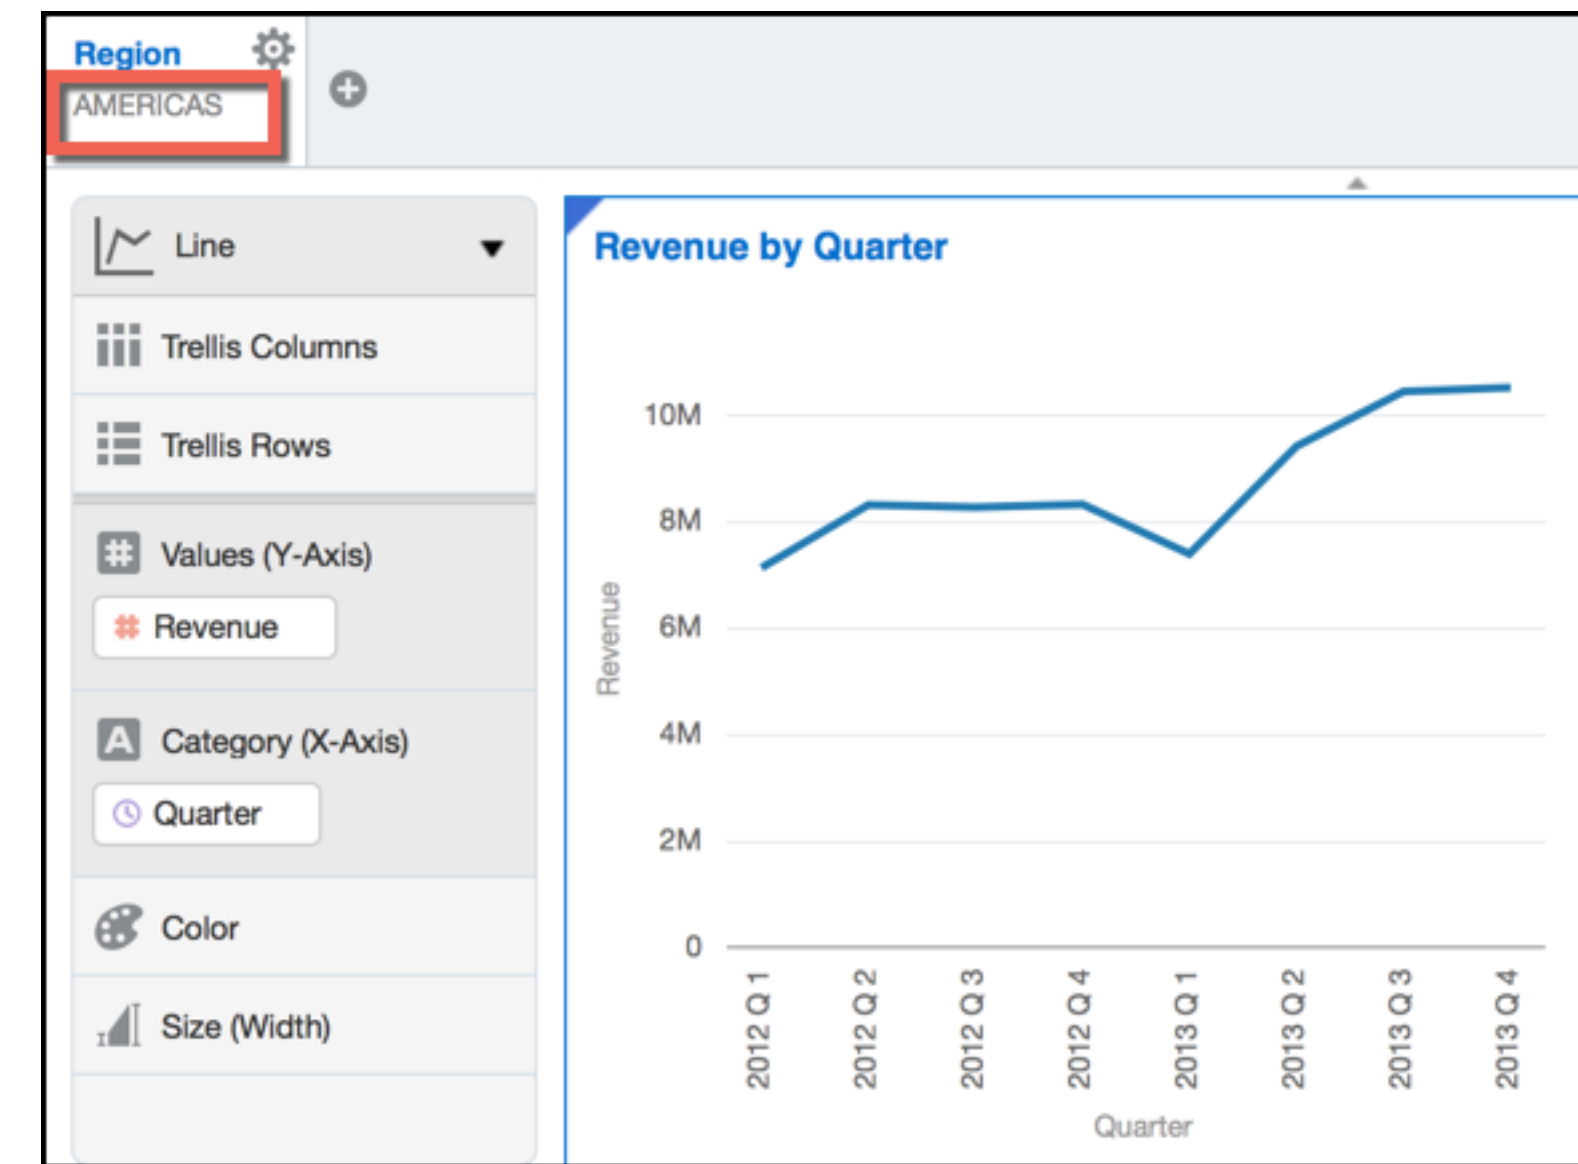 Region
AMERICAS
Line
Trellis Columns
Trellis Rows
Values (Y-Axis)
# Revenue
A Category (X-Axis)
Quarter
Color
Size (Width)
Revenue by Quarter
10M
8M
6M
4M
2M
0
Revenue
2012 Q 1
2012 Q 2
2012 Q 3
2012 Q 4
2013 Q 1
2013 Q 2
2013 Q 3
2013 Q 4
Quarter